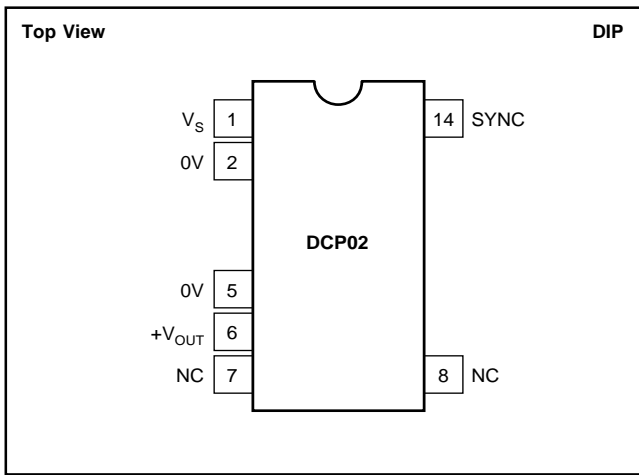 Top View DIP
V_S 1 14 SYNC
0V 2
DCP02
0V 5
+V_OUT 6
NC 7 8 NC